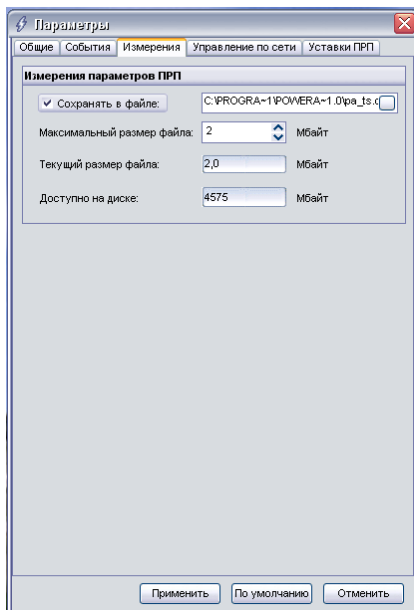 Параметры
Общие События Измерения Управление по сети Уставки ПРП
Измерения параметров ПРП
Сохранять в файле: C:\PROGRA~1\POWERA~1.0\pa_ts.c
Максимальный размер файла: 2 Мбайт
Текущий размер файла: 2,0 Мбайт
Доступно на диске: 4575 Мбайт
Применить По умолчанию Отменить